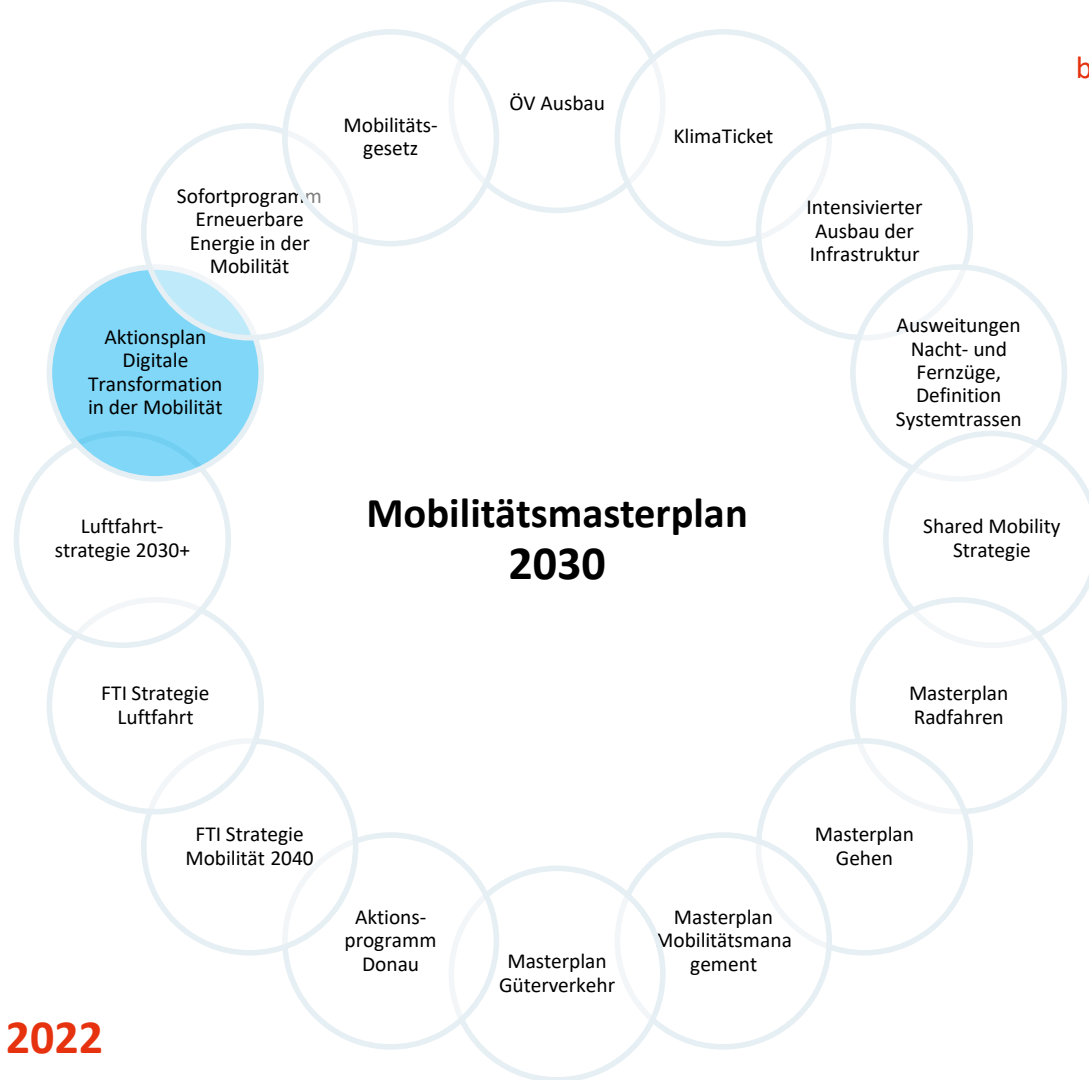 ÖV Ausbau
KlimaTicket
Intensivierter
Ausbau der
Infrastruktur
Ausweitungen
Nacht- und
Fernzüge,
Definition
Systemtrassen
Shared Mobility
Strategie
Masterplan
Radfahren
Masterplan
Gehen
Masterplan
Mobilitätsmana
gement
Masterplan
Güterverkehr
Aktions-
programm
Donau
FTI Strategie
Mobilität 2040
FTI Strategie
Luftfahrt
Luftfahrt-
strategie 2030+
Aktionsplan
Digitale
Transformation
in der Mobilität
Sofortprogramm
Erneuerbare
Energie in der
Mobilität
Mobilitäts-
gesetz
Mobilitätsmasterplan
2030
2022
b